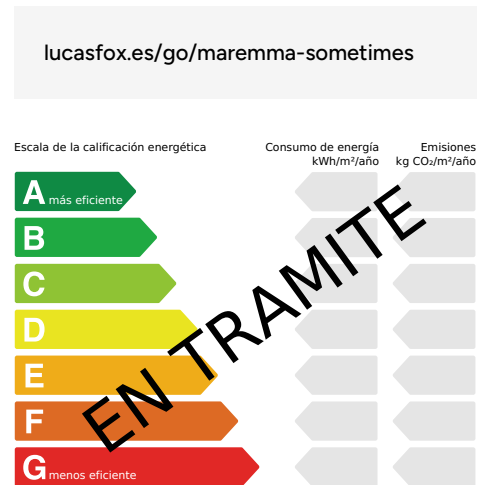 lucasfox.es/go/maremma-sometimes
Escala de la calificación energética
Consumo de energía
kWh/m²/año
Emisiones
kg CO₂/m²/año
A más eficiente
B
C
D
E
F
G menos eficiente
EN TRAMITE